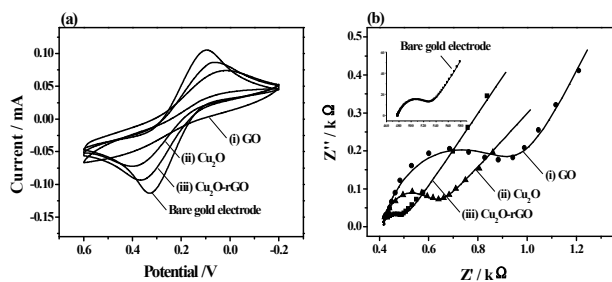 (a)
0.10
0.05
0.00
-0.05
-0.10
-0.15
Current / mA
(i) GO
(ii) Cu2O
(iii) Cu2O-rGO
Bare gold electrode
0.6 0.4 0.2 0.0 -0.2
Potential /V
(b)
0.5
0.4
0.3
0.2
0.1
0.0
Z'' / k Ω
Bare gold electrode
(i) GO
(ii) Cu2O
(iii) Cu2O-rGO
0.4 0.6 0.8 1.0 1.2
Z' / k Ω